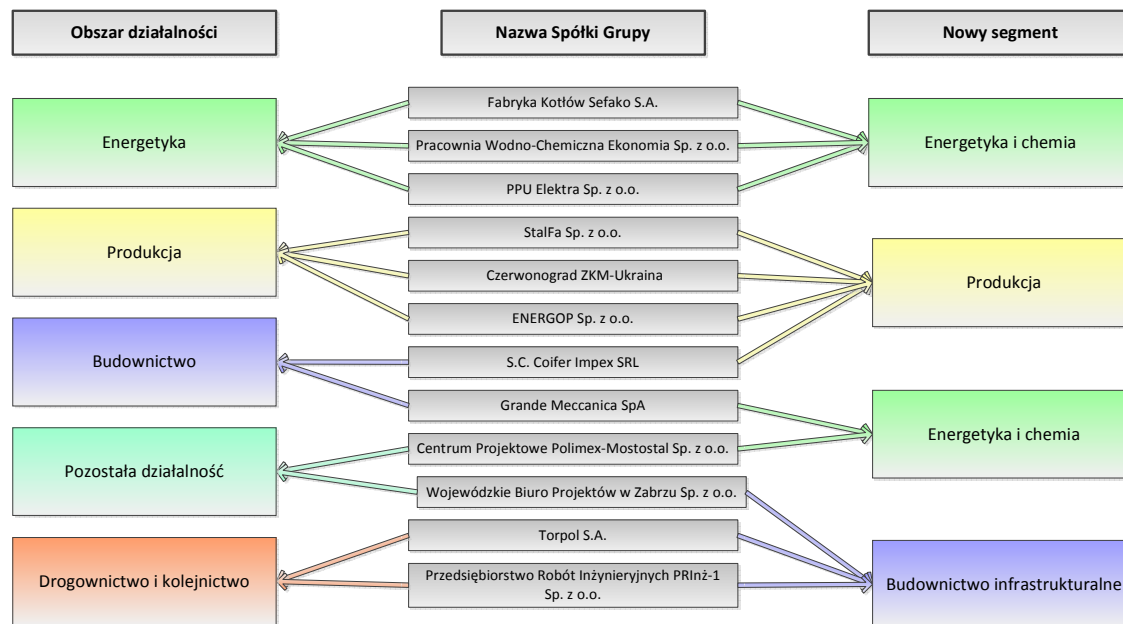 Obszar działalności
Nazwa Spółki Grupy
Nowy segment
Energetyka
Produkcja
Budownictwo
Pozostała działalność
Drogownictwo i kolejnictwo
Fabryka Kotłów Sefako S.A.
Pracownia Wodno-Chemiczna Ekonomia Sp. z o.o.
PPU Elektra Sp. z o.o.
StalFa Sp. z o.o.
Czerwonograd ZKM-Ukraina
ENERGOP Sp. z o.o.
S.C. Coifer Impex SRL
Grande Meccanica SpA
Centrum Projektowe Polimex-Mostostal Sp. z o.o.
Wojewódzkie Biuro Projektów w Zabrzu Sp. z o.o.
Torpol S.A.
Przedsiębiorstwo Robót Inżynieryjnych PRInż-1
Sp. z o.o.
Energetyka i chemia
Produkcja
Energetyka i chemia
Budownictwo infrastrukturalne